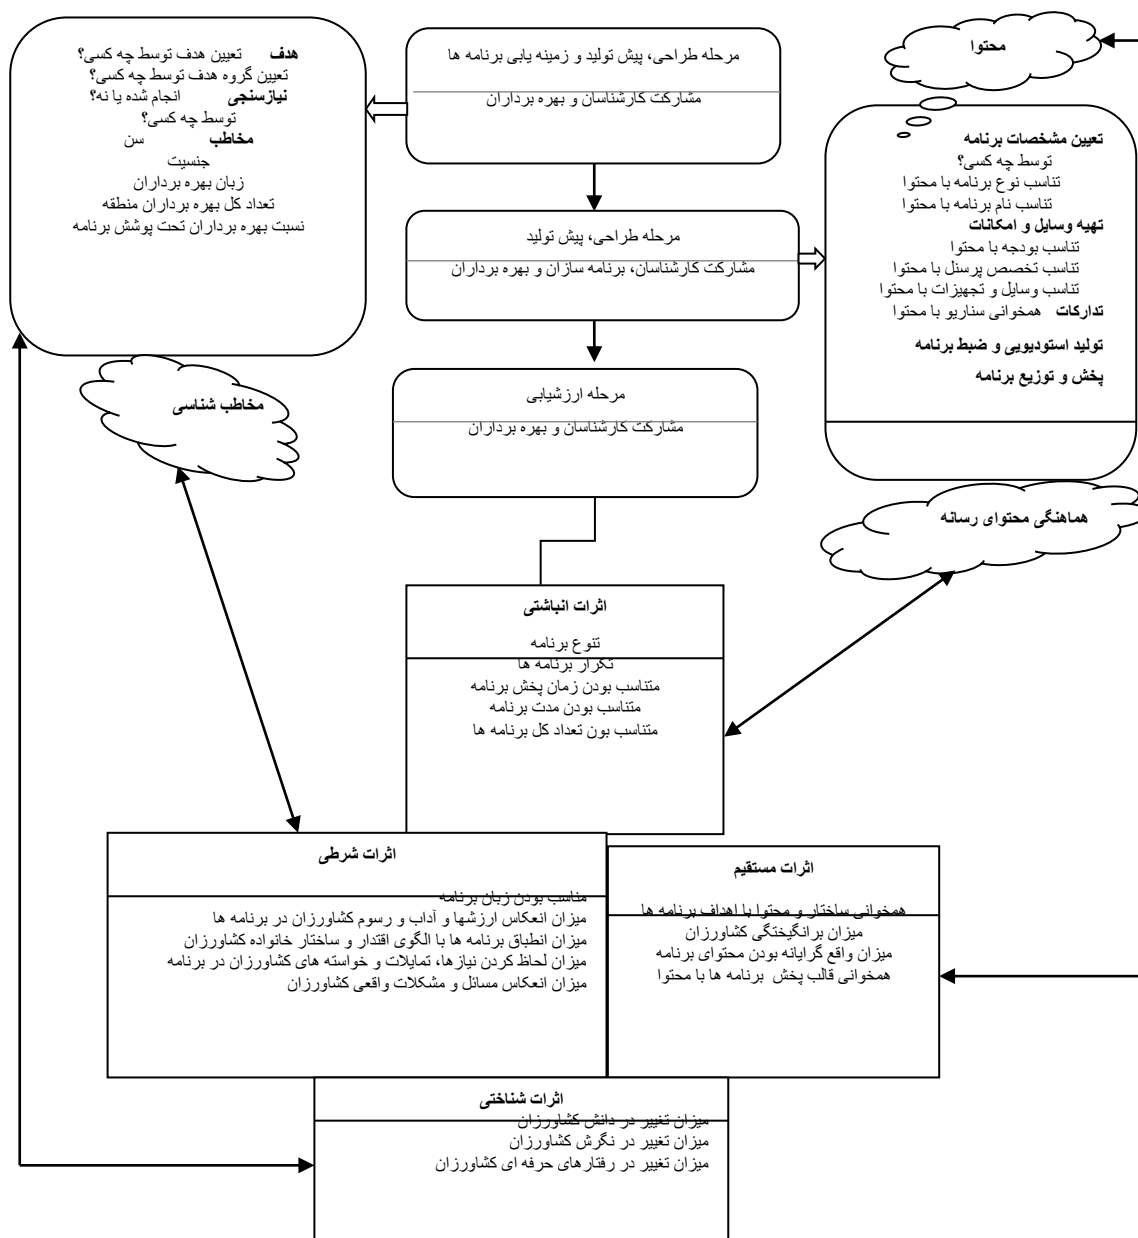 هدف تعیین هدف توسط چه کسی؟
تعیین گروه هدف توسط چه کسی؟
نیازسنجی انجام شده یا نه؟
توسط چه کسی؟
مخاطب سن
جنسیت
زبان بهره برداران
تعداد کل بهره برداران منطقه
نسبت بهره برداران تحت پوشش برنامه
مرحله طراحی، پیش تولید و زمینه یابی برنامه ها
مشارکت کارشناسان و بهره برداران
محتوا
تعیین مشخصات برنامه
توسط چه کسی؟
تناسب نوع برنامه با محتوا
تناسب نام برنامه با محتوا
تهیه وسایل و امکانات
تناسب بودجه با محتوا
تناسب تخصص پرسنل با محتوا
تناسب وسایل و تجهیزات با محتوا
تدارکات همخوانی سناریو با محتوا
تولید استودیویی و ضبط برنامه
پخش و توزیع برنامه
مرحله طراحی، پیش تولید
مشارکت کارشناسان، برنامه سازان و بهره برداران
مرحله ارزشیابی
مشارکت کارشناسان و بهره برداران
مخاطب شناسی
هماهنگی محتوای رسانه
اثرات انباشتی
تنوع برنامه
تکرار برنامه ها
متناسب بودن زمان پخش برنامه
متناسب بودن مدت برنامه
متناسب بون تعداد کل برنامه ها
اثرات شرطی
مناسب بودن زبان برنامه
میزان انعکاس ارزشها و آداب و رسوم کشاورزان در برنامه ها
میزان انطباق برنامه ها با الگوی اقتدار و ساختار خانواده کشاورزان
میزان لحاظ کردن نیازها، تمایلات و خواسته های کشاورزان در برنامه
میزان انعکاس مسائل و مشکلات واقعی کشاورزان
اثرات مستقیم
همخوانی ساختار و محتوا با اهداف برنامه ها
میزان برانگیختگی کشاورزان
میزان واقع گرایانه بودن محتوای برنامه
همخوانی قالب پخش برنامه ها با محتوا
اثرات شناختی
میزان تغییر در دانش کشاورزان
میزان تغییر در نگرش کشاورزان
میزان تغییر در رفتارهای حرفه ای کشاورزان